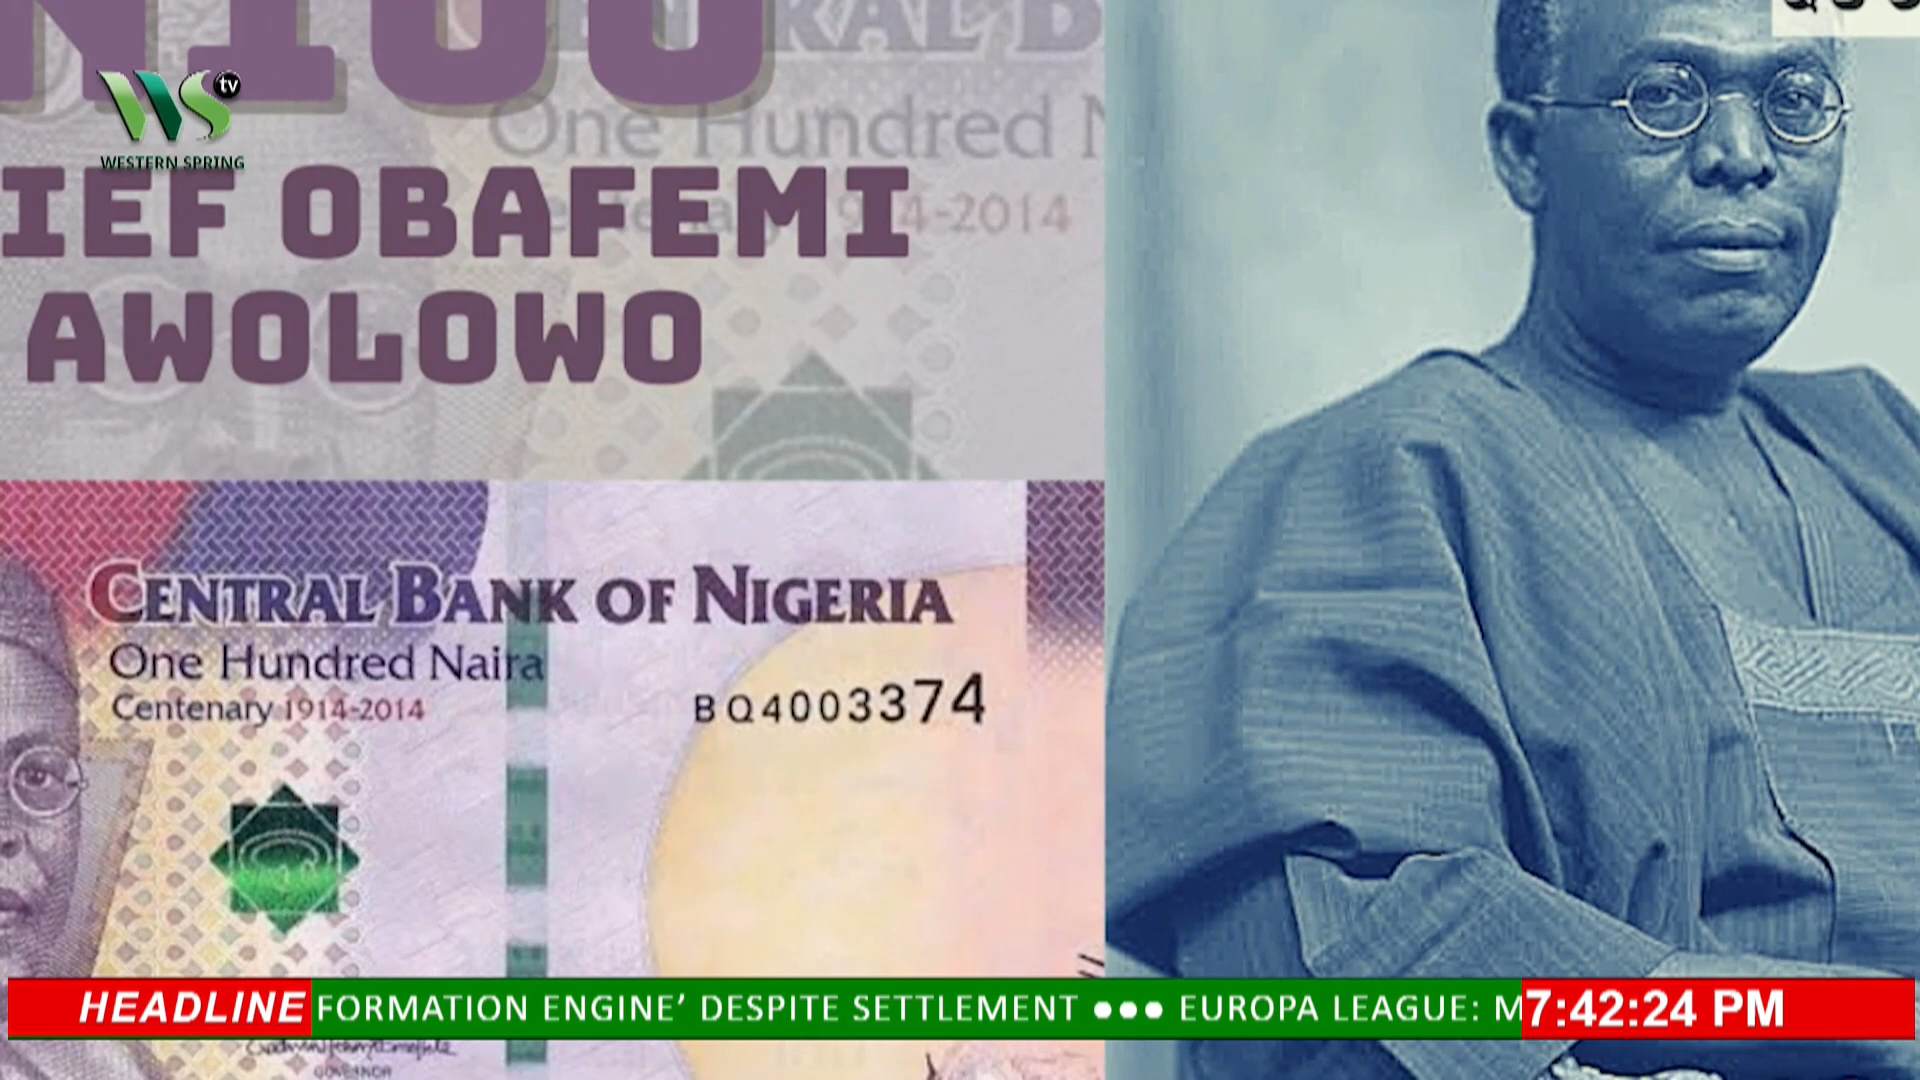 N100
WS tv
WESTERN SPRING
One Hundred N
IEF OBAFEMI
4-2014
AWOLOWO
CENTRAL BANK OF NIGERIA
One Hundred Naira
Centenary 1914-2014
BQ4003374
HEADLINE FORMATION ENGINE’ DESPITE SETTLEMENT ●●● EUROPA LEAGUE: M 7:42:24 PM
GOVERNOR